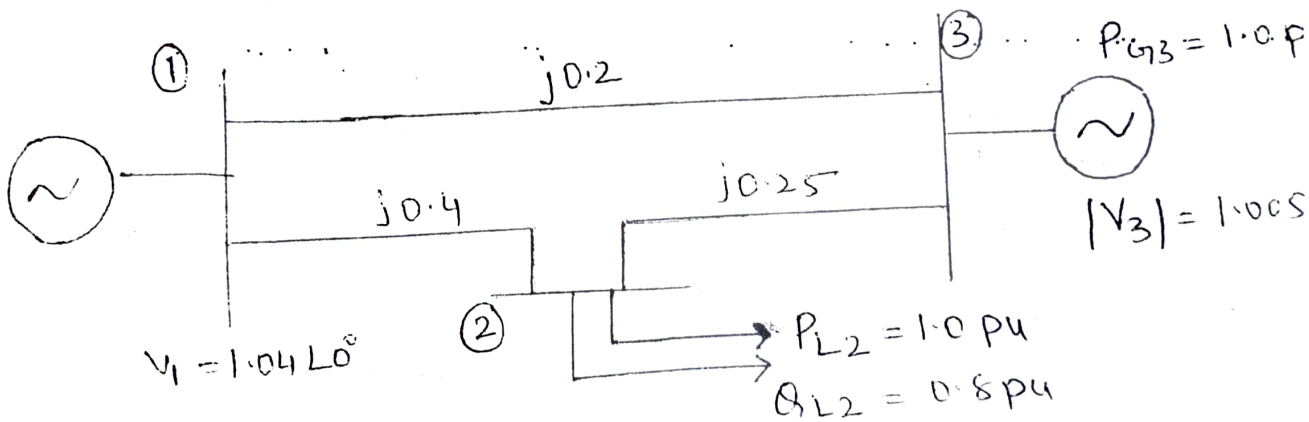 ①
j0.2
③
P_G3 = 1.0 p
j0.4
j0.25
|V3| = 1.005
②
V1 = 1.04 ∠0°
PL2 = 1.0 pu
QL2 = 0.8 pu